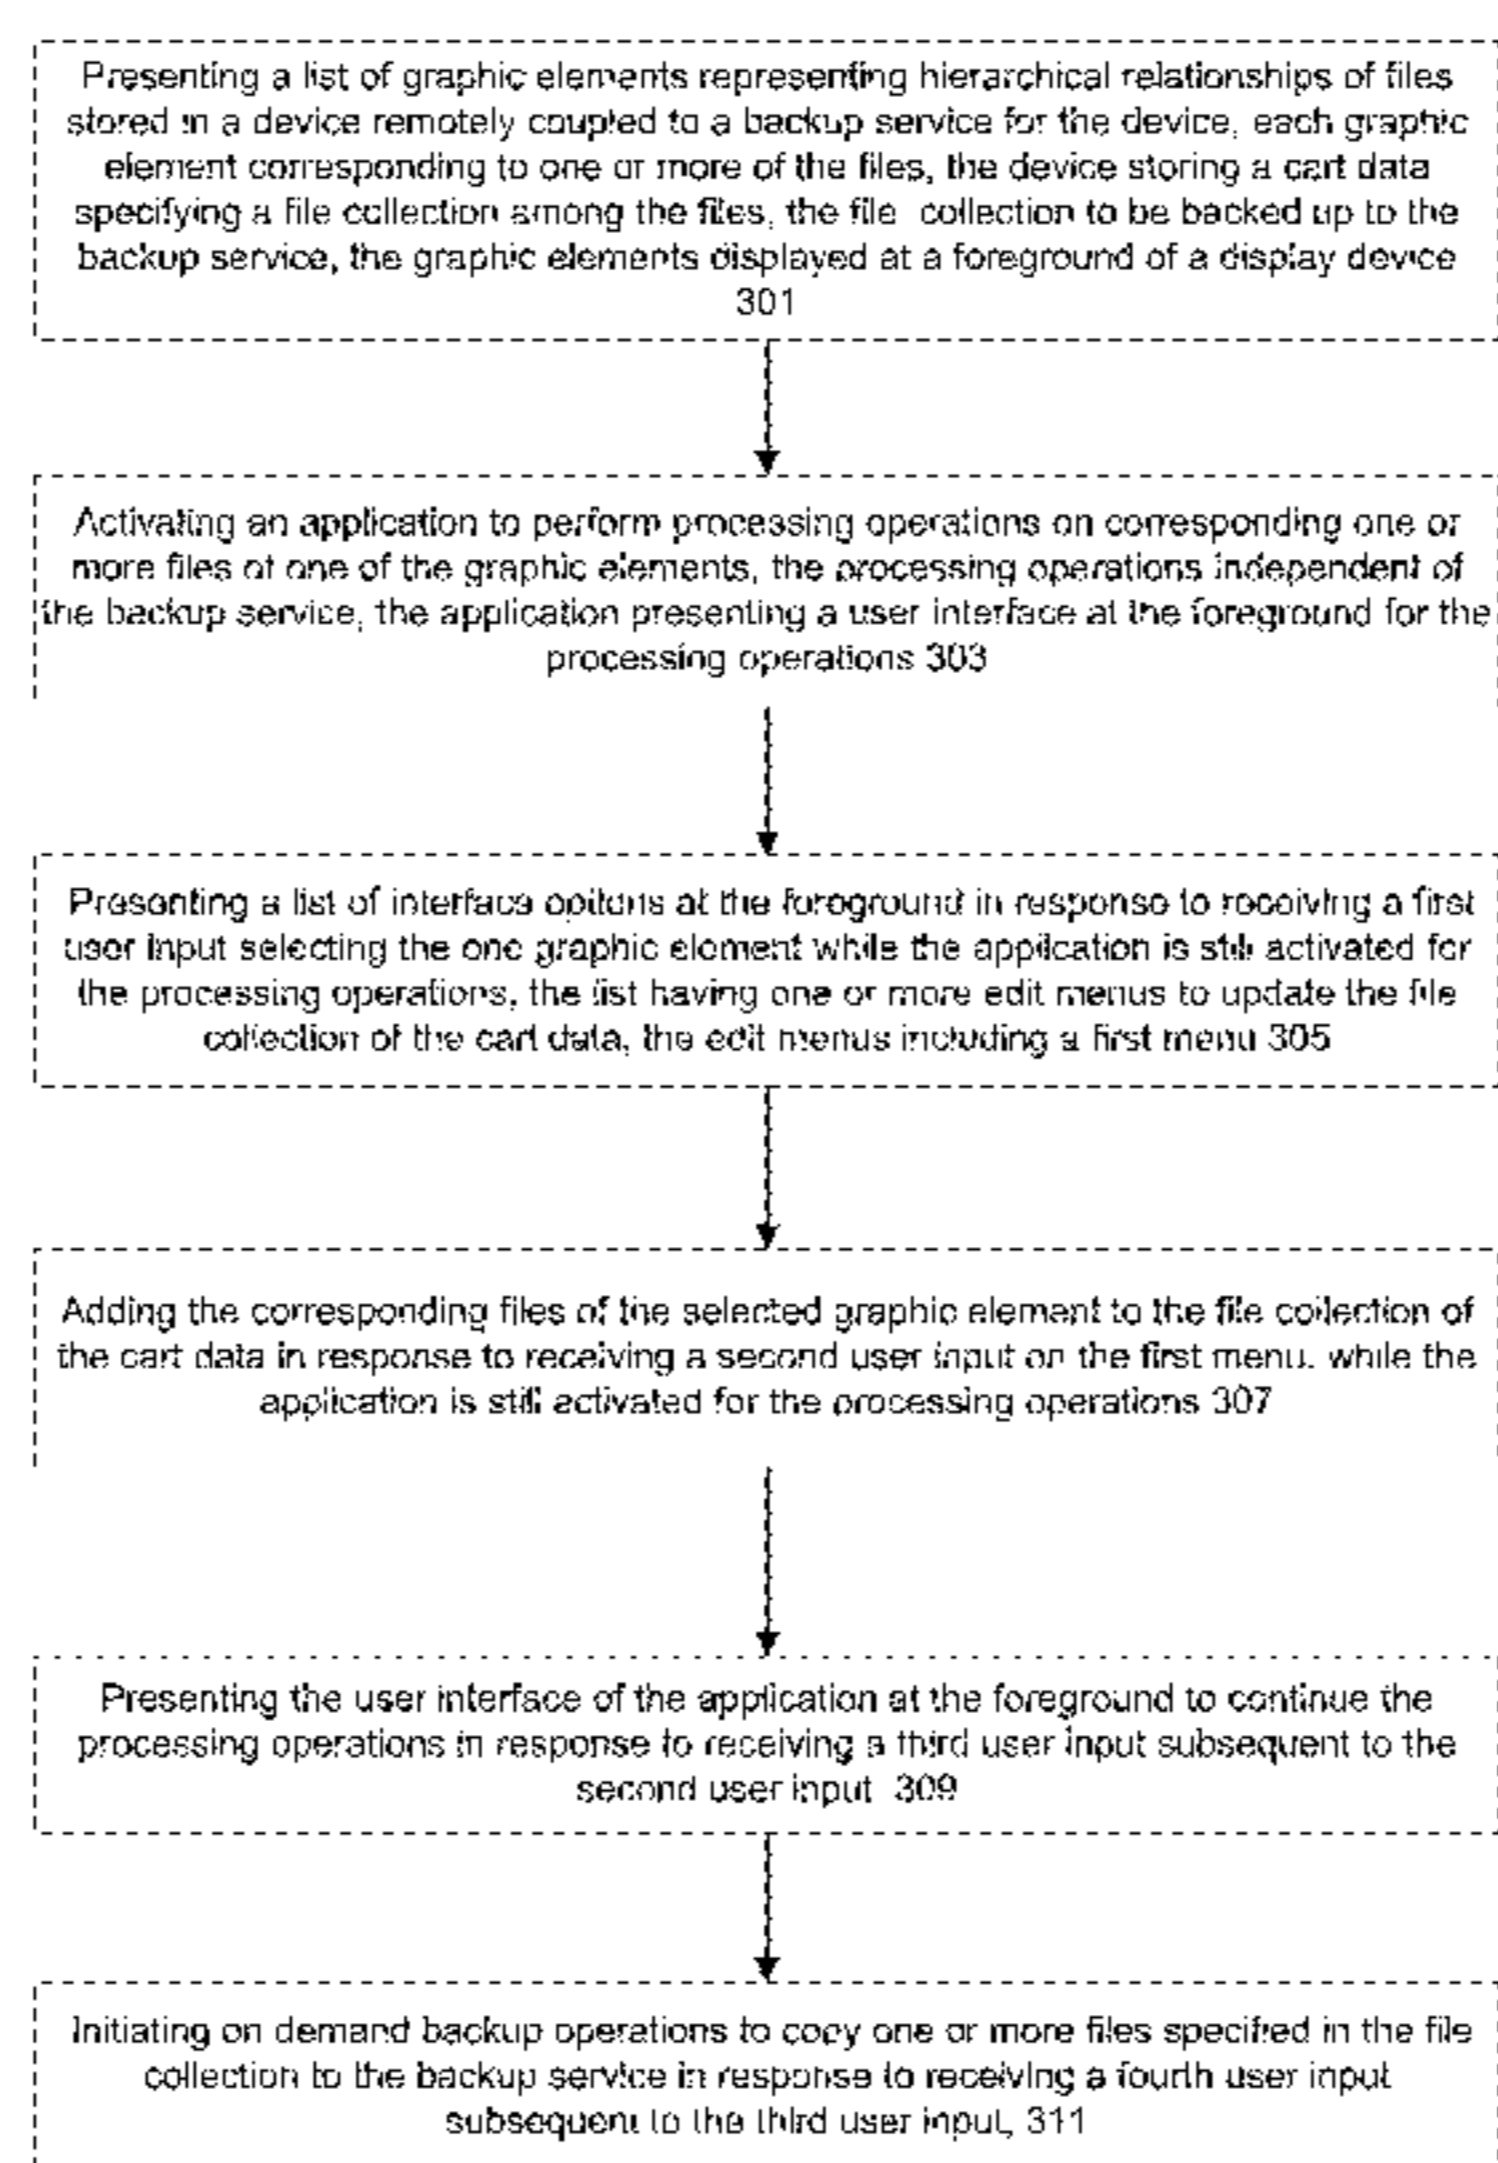 Presenting a list of graphic elements representing hierarchical relationships of files
stored in a device remotely coupled to a backup service for the device, each graphic
element corresponding to one or more of the files, the device storing a cart data
specifying a file collection among the files, the file collection to be backed up to the
backup service, the graphic elements displayed at a foreground of a display device
301
Activating an application to perform processing operations on corresponding one or
more files of one of the graphic elements, the processing operations independent of
the backup service, the application presenting a user interface at the foreground for the
processing operations 303
Presenting a list of interface options at the foreground in response to receiving a first
user input selecting the one graphic element while the application is still activated for
the processing operations, the list having one or more edit menus to update the file
collection of the cart data, the edit menus including a first menu 305
Adding the corresponding files of the selected graphic element to the file collection of
the cart data in response to receiving a second user input on the first menu. while the
application is still activated for the processing operations 307
Presenting the user interface of the application at the foreground to continue the
processing operations in response to receiving a third user input subsequent to the
second user input 309
Initiating on demand backup operations to copy one or more files specified in the file
collection to the backup service in response to receiving a fourth user input
subsequent to the third user input, 311